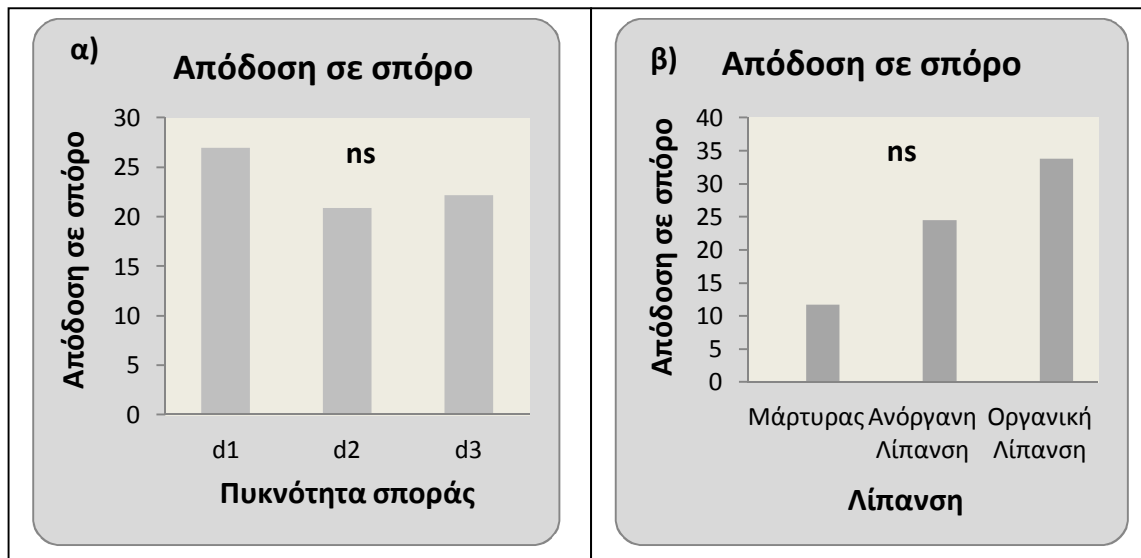 α)
Απόδοση σε σπόρο
Απόδοση σε σπόρο
30
25
20
15
10
5
0
ns
d1 d2 d3
Πυκνότητα σποράς
β)
Απόδοση σε σπόρο
Απόδοση σε σπόρο
40
35
30
25
20
15
10
5
0
ns
Μάρτυρας Ανόργανη Οργανική
Λίπανση Λίπανση
Λίπανση